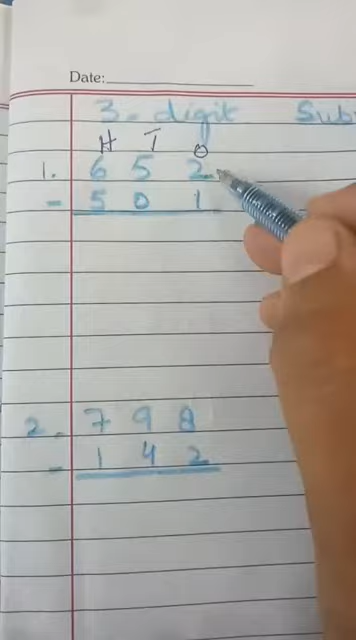 Date:
3. digit Sub
H T O
1. 6 5 2
- 5 0 1
2. 7 9 8
- 1 4 2